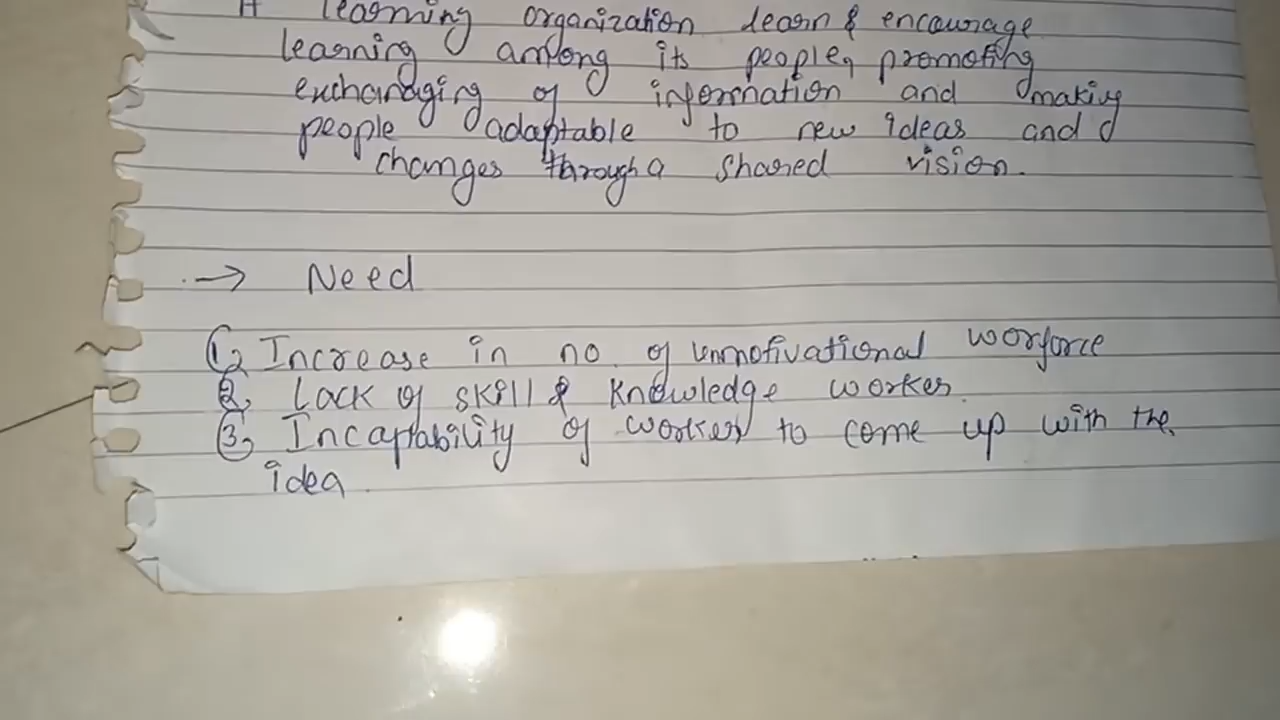 A learning organization learn & encourage
learning among its people, promoting
exchanging of information and making
people adaptable to new ideas and
changes through a shared vision.
→ Need
1, Increase in no. of unmotivational worforce
2, Lack of skill & knowledge worker.
3, Incaptability of worker to come up with the
idea.